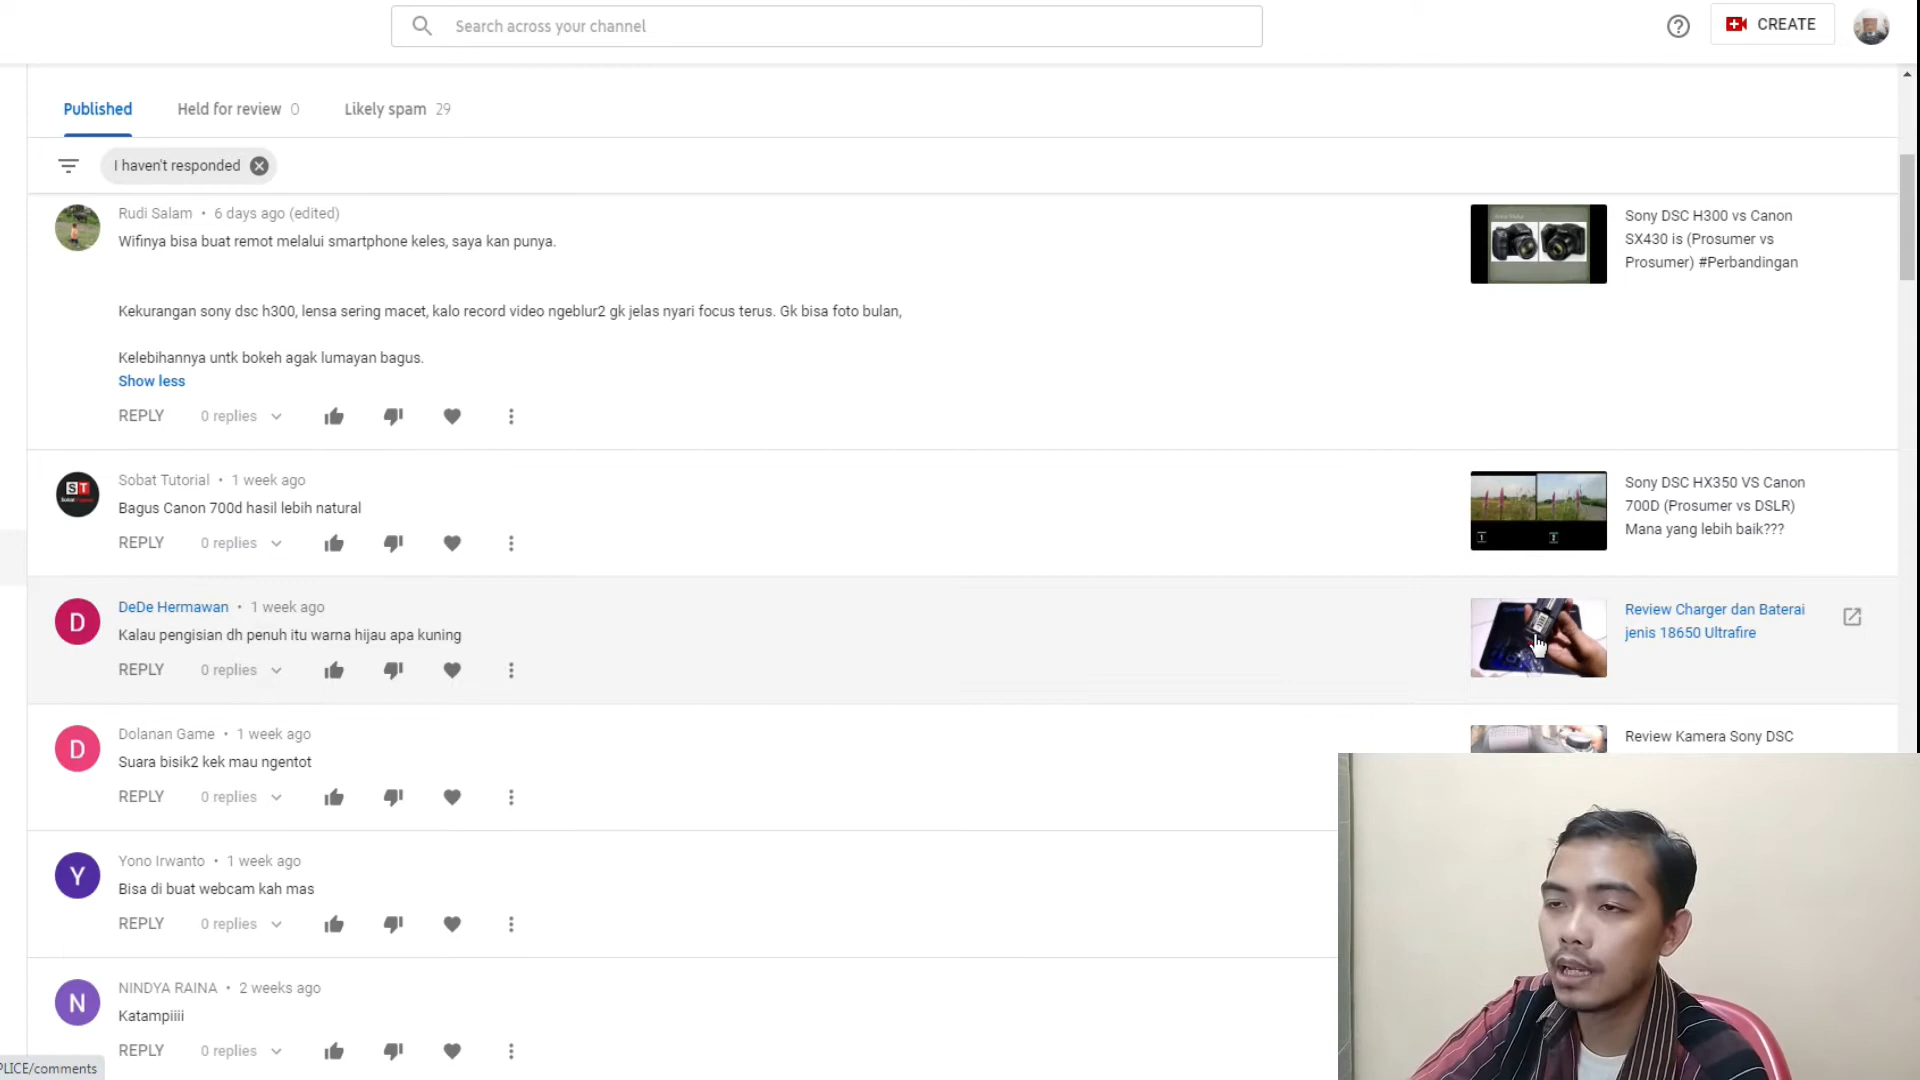 Search across your channel
CREATE
Published
Held for review 0
Likely spam 29
I haven't responded
Rudi Salam • 6 days ago (edited)
Wifinya bisa buat remot melalui smartphone keles, saya kan punya.
Kekurangan sony dsc h300, lensa sering macet, kalo record video ngeblur2 gk jelas nyari focus terus. Gk bisa foto bulan,
Kelebihannya untk bokeh agak lumayan bagus.
Show less
REPLY 0 replies
Sony DSC H300 vs Canon
SX430 is (Prosumer vs
Prosumer) #Perbandingan
ST
Sobat Tutorial • 1 week ago
Bagus Canon 700d hasil lebih natural
REPLY 0 replies
1 2
Sony DSC HX350 VS Canon
700D (Prosumer vs DSLR)
Mana yang lebih baik???
D
DeDe Hermawan • 1 week ago
Kalau pengisian dh penuh itu warna hijau apa kuning
REPLY 0 replies
Review Charger dan Baterai
jenis 18650 Ultrafire
D
Dolanan Game • 1 week ago
Suara bisik2 kek mau ngentot
REPLY 0 replies
Review Kamera Sony DSC
Y
Yono Irwanto • 1 week ago
Bisa di buat webcam kah mas
REPLY 0 replies
N
NINDYA RAINA • 2 weeks ago
Katampiiii
REPLY 0 replies
PLICE/comments